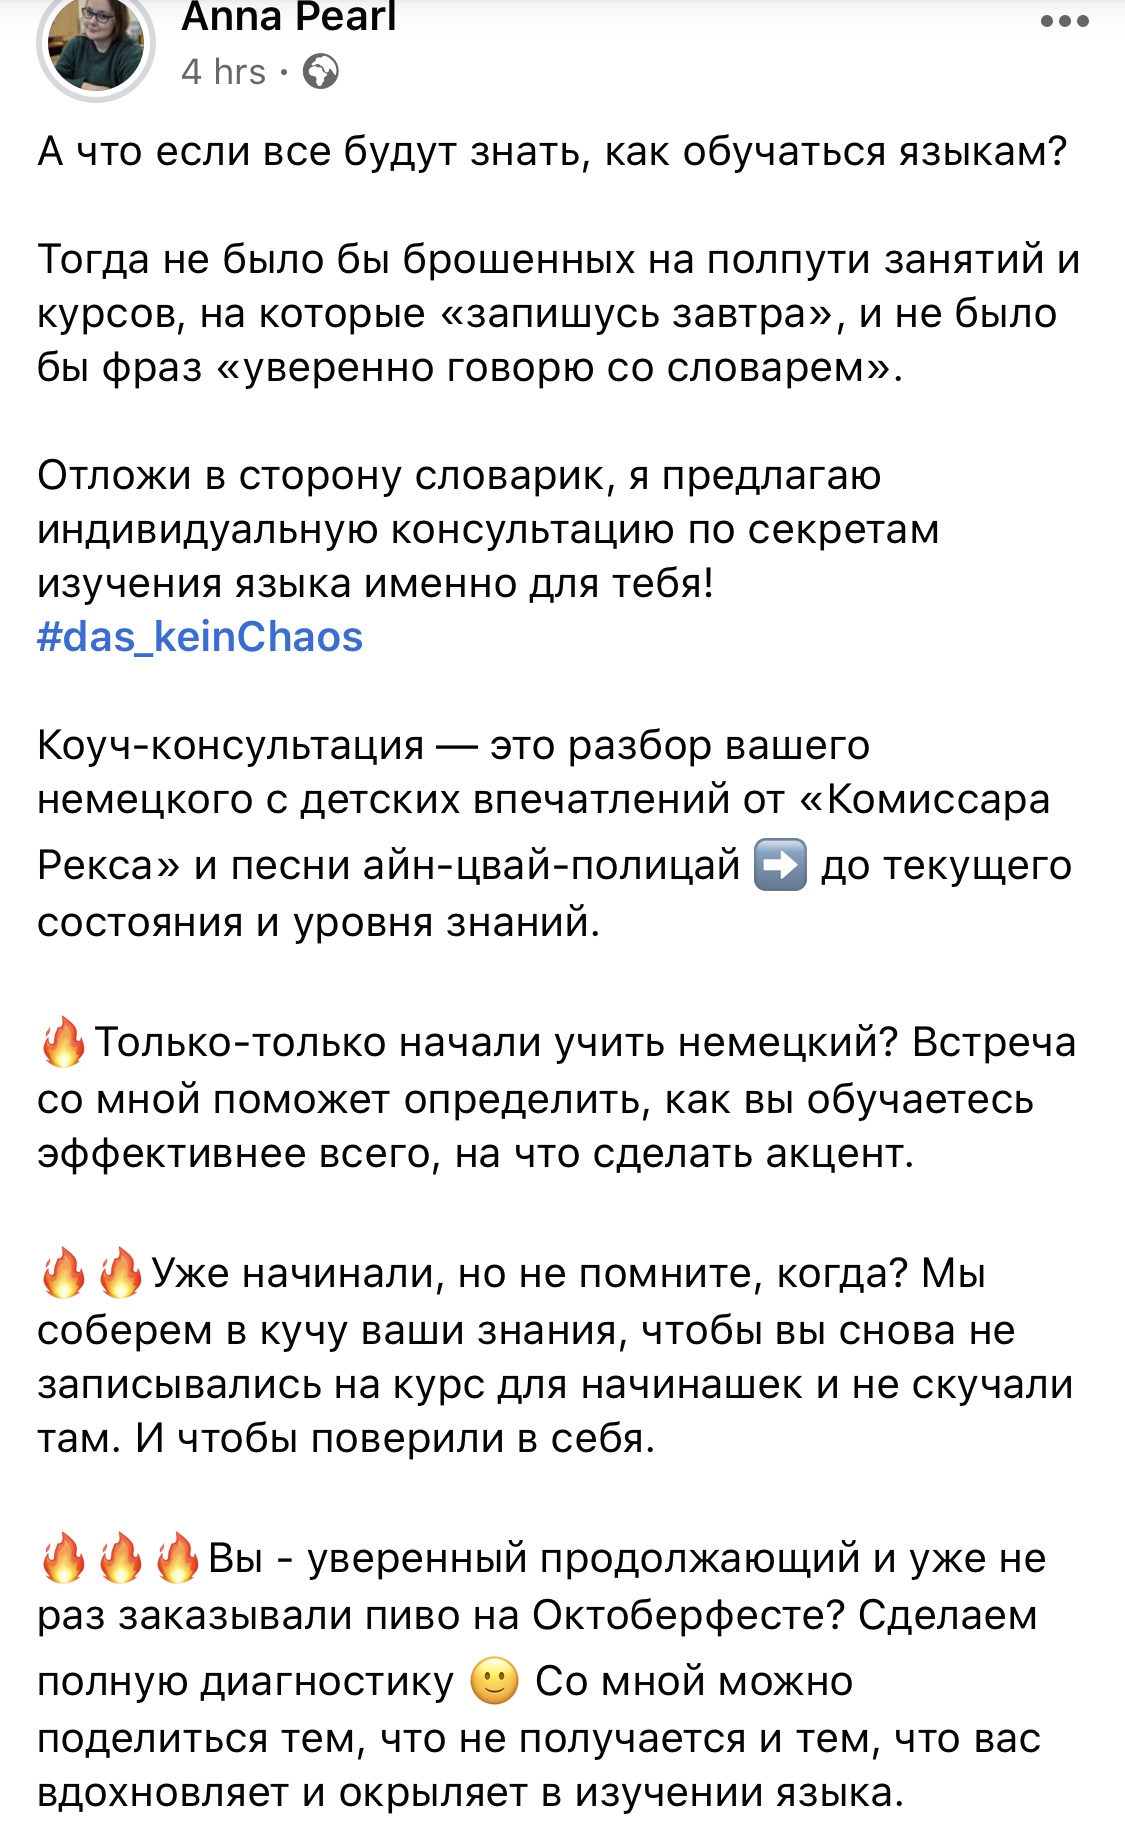 Anna Pearl
4 hrs ·
А что если все будут знать, как обучаться языкам?
Тогда не было бы брошенных на полпути занятий и
курсов, на которые «запишусь завтра», и не было
бы фраз «уверенно говорю со словарем».
Отложи в сторону словарик, я предлагаю
индивидуальную консультацию по секретам
изучения языка именно для тебя!
#das_keinChaos
Коуч-консультация — это разбор вашего
немецкого с детских впечатлений от «Комиссара
Рекса» и песни айн-цвай-полицай ➡️ до текущего
состояния и уровня знаний.
🔥Только-только начали учить немецкий? Встреча
со мной поможет определить, как вы обучаетесь
эффективнее всего, на что сделать акцент.
🔥🔥Уже начинали, но не помните, когда? Мы
соберем в кучу ваши знания, чтобы вы снова не
записывались на курс для начинашек и не скучали
там. И чтобы поверили в себя.
🔥🔥🔥Вы - уверенный продолжающий и уже не
раз заказывали пиво на Октоберфесте? Сделаем
полную диагностику 🙂 Со мной можно
поделиться тем, что не получается и тем, что вас
вдохновляет и окрыляет в изучении языка.